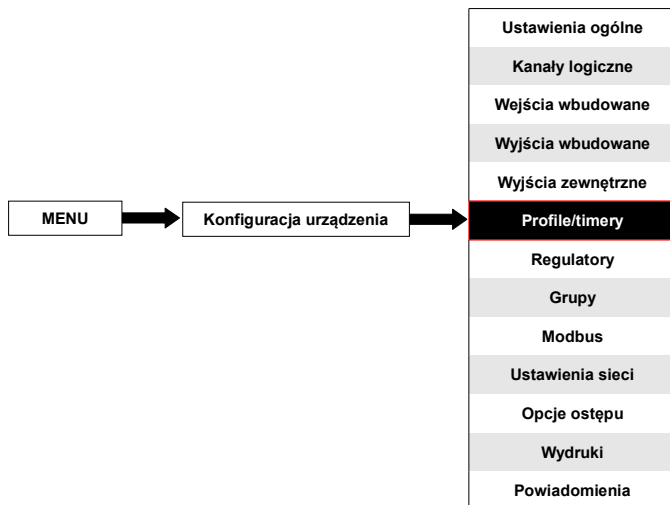 MENU
Konfiguracja urządzenia
Ustawienia ogólne
Kanały logiczne
Wejścia wbudowane
Wyjścia wbudowane
Wyjścia zewnętrzne
Profile/timery
Regulatory
Grupy
Modbus
Ustawienia sieci
Opcje ostępu
Wydruki
Powiadomienia